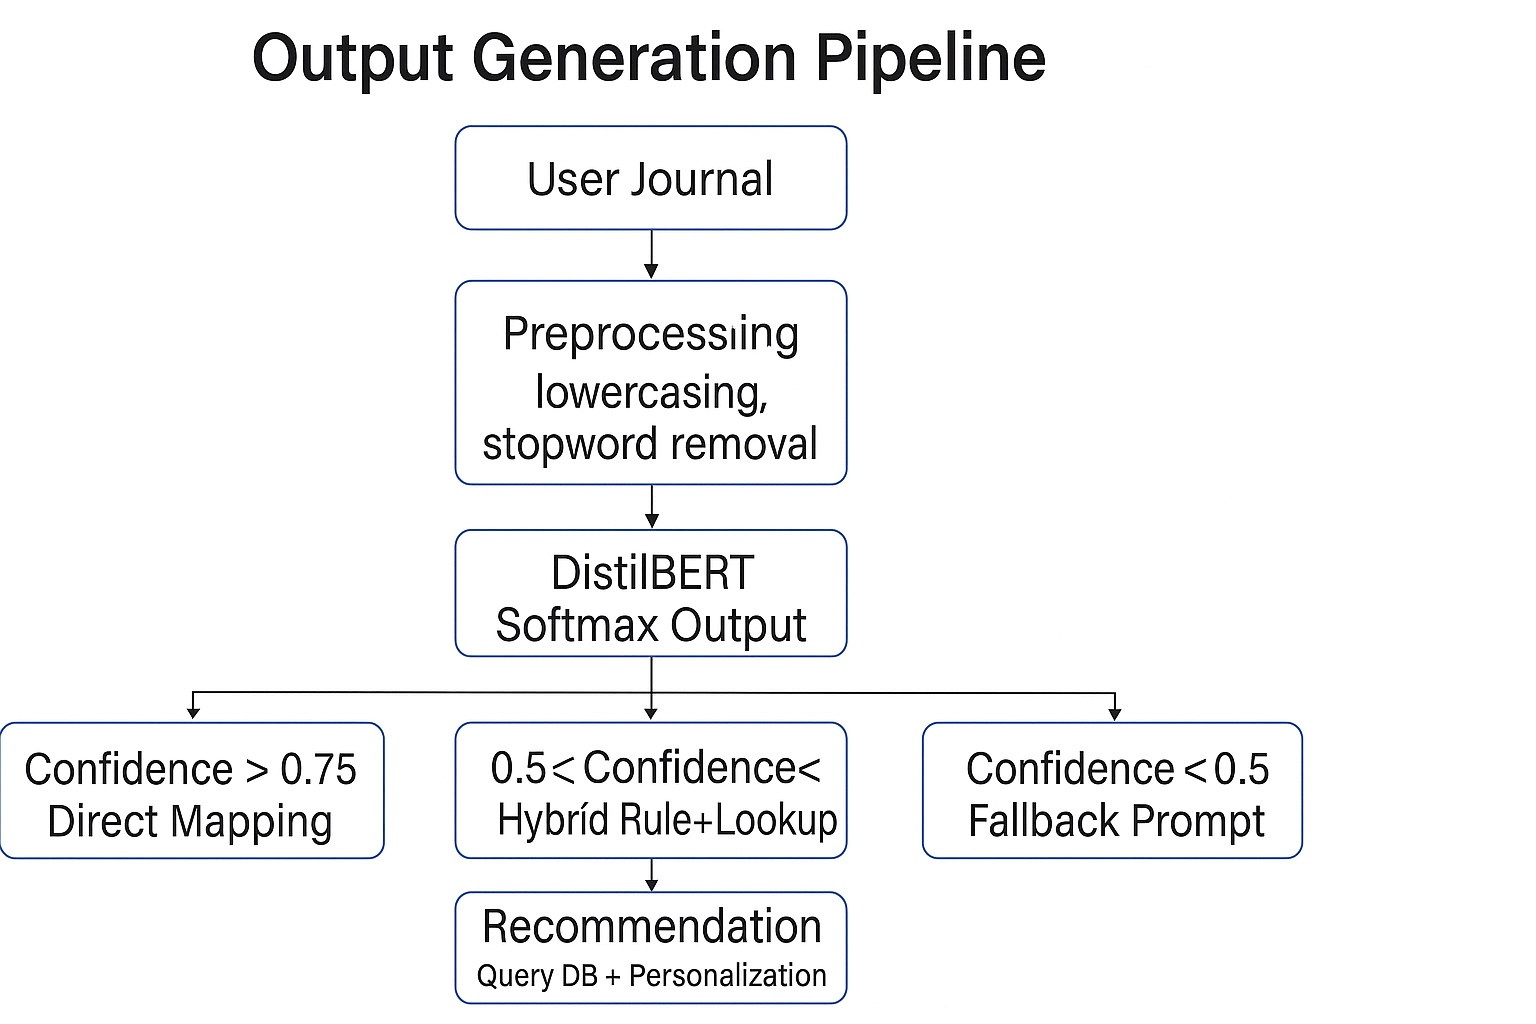 Output Generation Pipeline
User Journal
Preprocessiing
lowercasing,
stopword removal
DistilBERT
Softmax Output
Confidence > 0.75
Direct Mapping
0.5 < Confidence <
Hybríd Rule+Lookup
Confidence < 0.5
Fallback Prompt
Recommendation
Query DB + Personalization